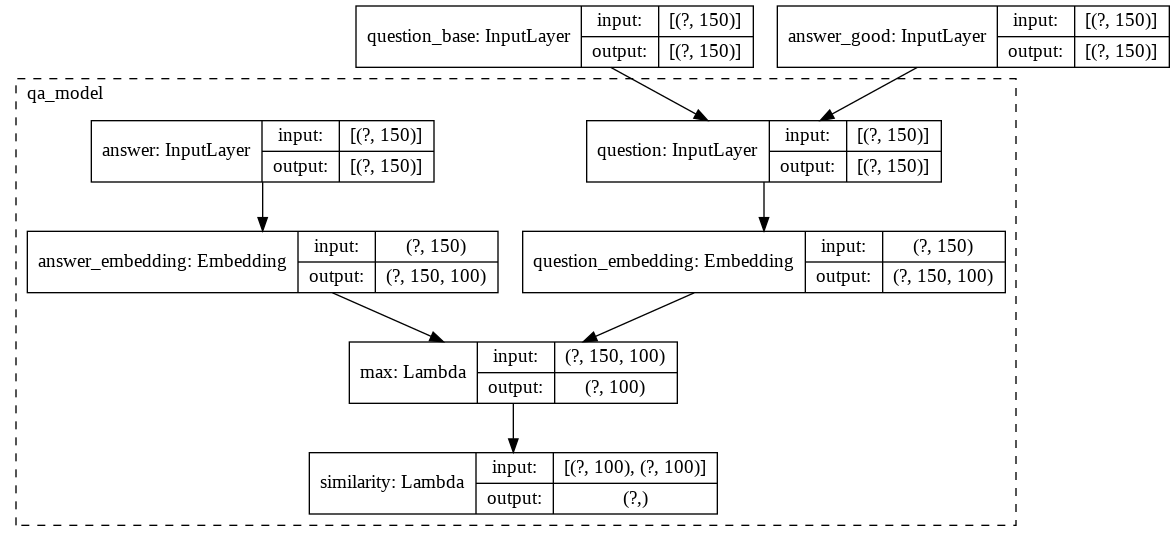 question_base: InputLayer input: [(?, 150)] output: [(?, 150)]
answer_good: InputLayer input: [(?, 150)] output: [(?, 150)]
qa_model
answer: InputLayer input: [(?, 150)] output: [(?, 150)]
question: InputLayer input: [(?, 150)] output: [(?, 150)]
answer_embedding: Embedding input: (?, 150) output: (?, 150, 100)
question_embedding: Embedding input: (?, 150) output: (?, 150, 100)
max: Lambda input: (?, 150, 100) output: (?, 100)
similarity: Lambda input: [(?, 100), (?, 100)] output: (?,)